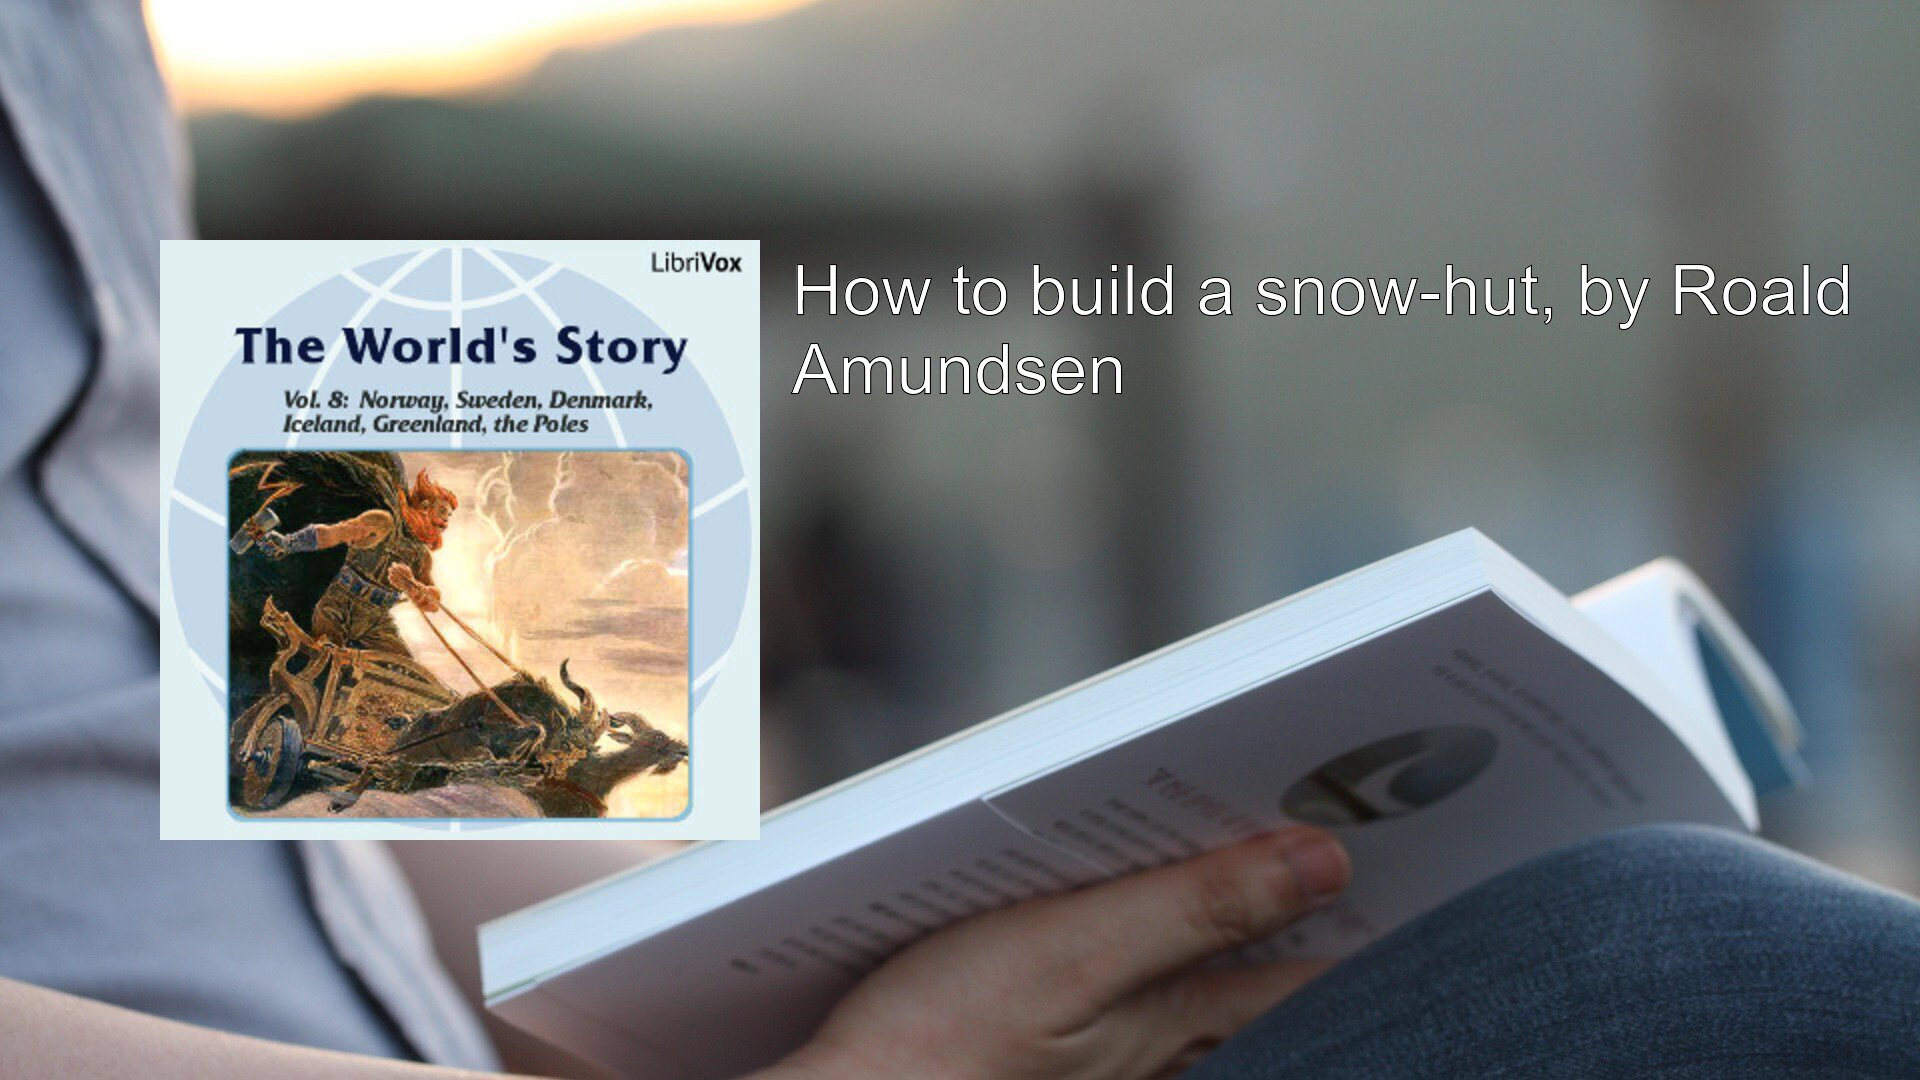 LibriVox
The World's Story
Vol. 8: Norway, Sweden, Denmark,
Iceland, Greenland, the Poles
How to build a snow-hut, by Roald
Amundsen